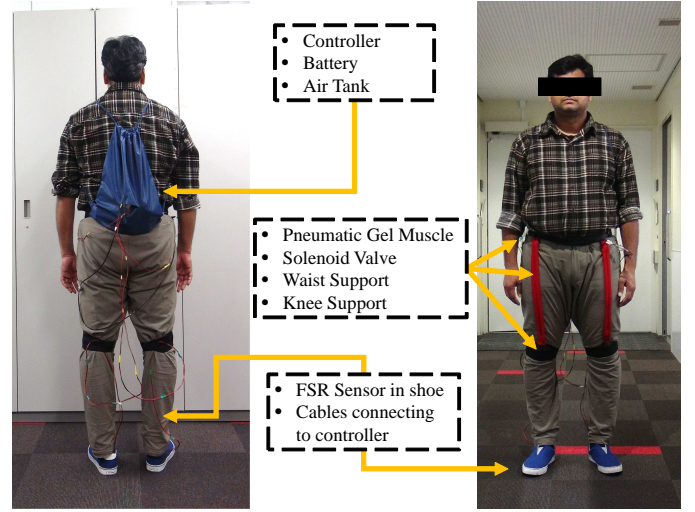 • Controller
• Battery
• Air Tank
• Pneumatic Gel Muscle
• Solenoid Valve
• Waist Support
• Knee Support
• FSR Sensor in shoe
• Cables connecting
to controller